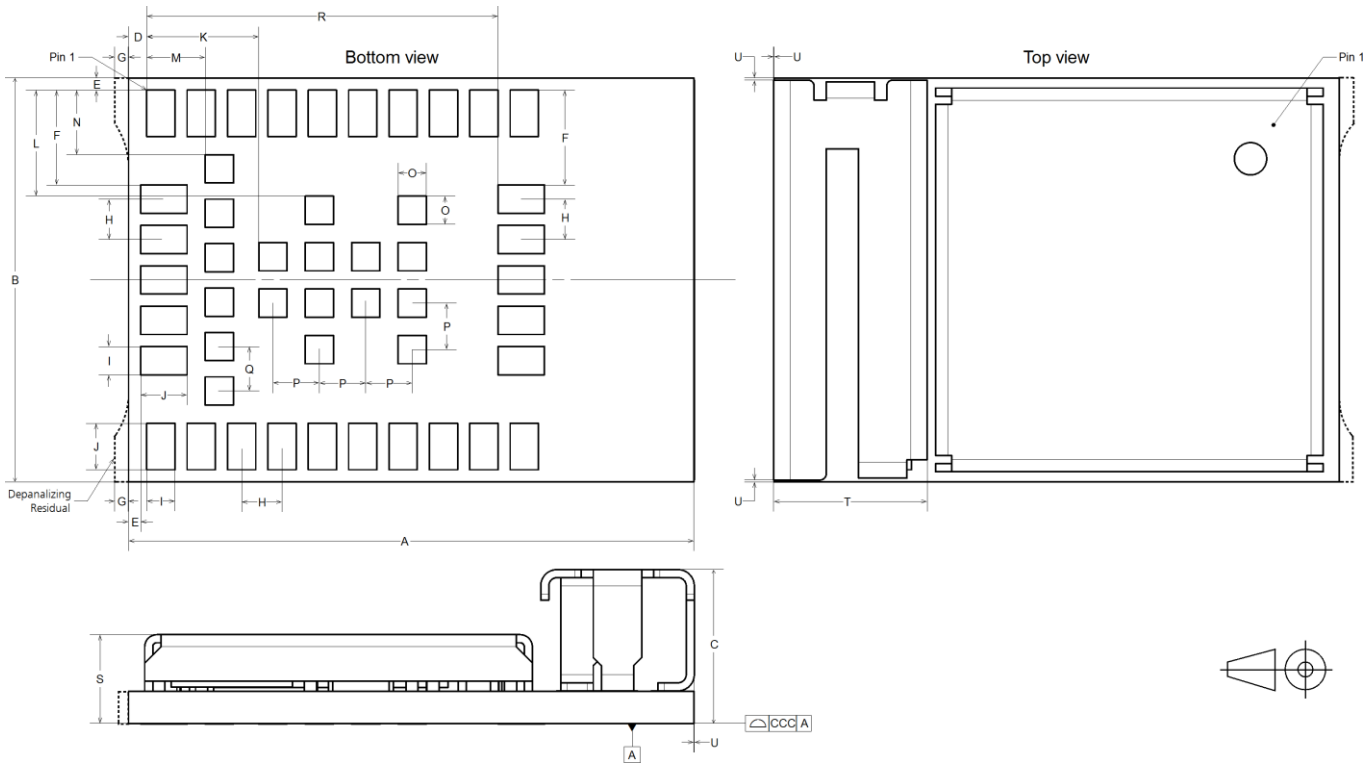 R
D K
G M
Pin 1
Bottom view
E
N
F
L
F
O
O
H
H
B
P
I
Q
P P P
J
J
Depanalizing
Residual
G I H
E
A
U U
Top view
Pin 1
U
T
S
C
CCC A
A
U